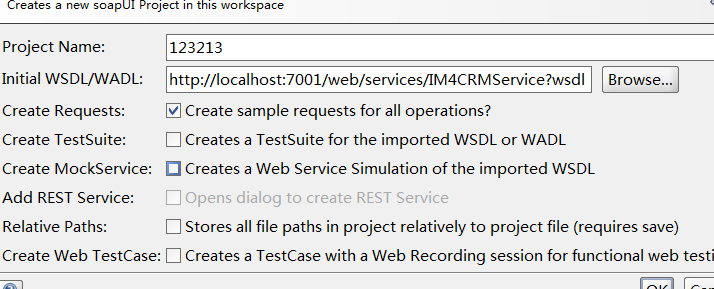 Creates a new soapUI Project in this workspace
Project Name: 123213
Initial WSDL/WADL: http://localhost:7001/web/services/IM4CRMService?wsdl Browse...
Create Requests: Create sample requests for all operations?
Create TestSuite: Creates a TestSuite for the imported WSDL or WADL
Create MockService: Creates a Web Service Simulation of the imported WSDL
Add REST Service: Opens dialog to create REST Service
Relative Paths: Stores all file paths in project relatively to project file (requires save)
Create Web TestCase: Creates a TestCase with a Web Recording session for functional web testi
OK